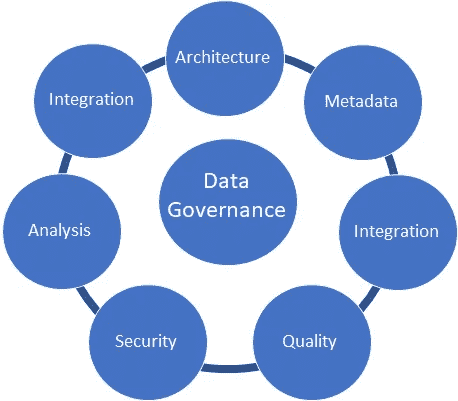 Architecture
Integration
Metadata
Data
Governance
Analysis
Integration
Security
Quality